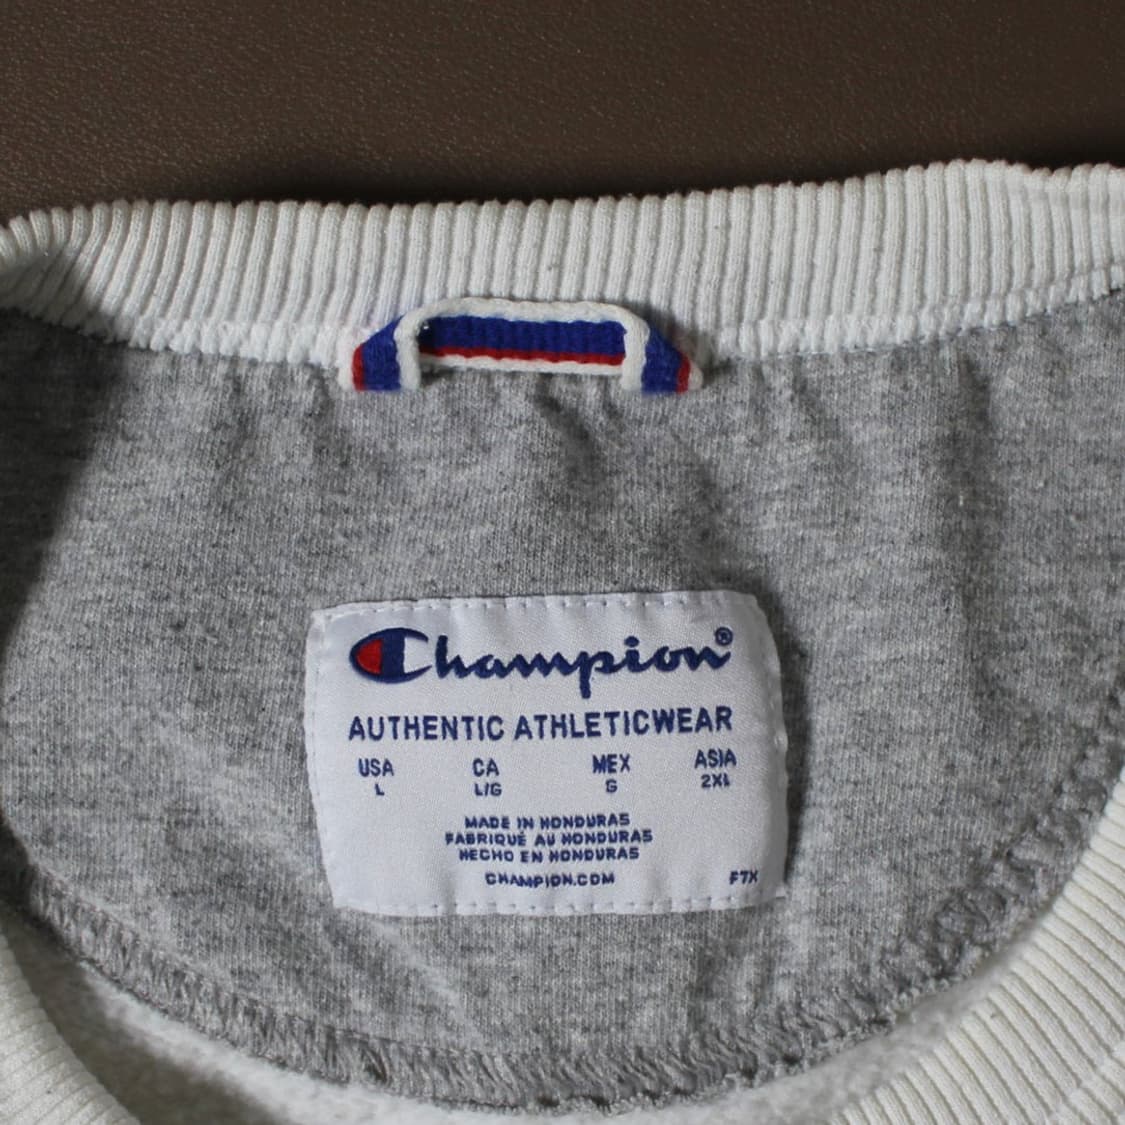 Champion®
AUTHENTIC ATHLETICWEAR
USA CA MEX ASIA
L L/G G 2XL
MADE IN HONDURAS
FABRIQUÉ AU HONDURAS
HECHO EN HONDURAS
CHAMPION.COM F7X